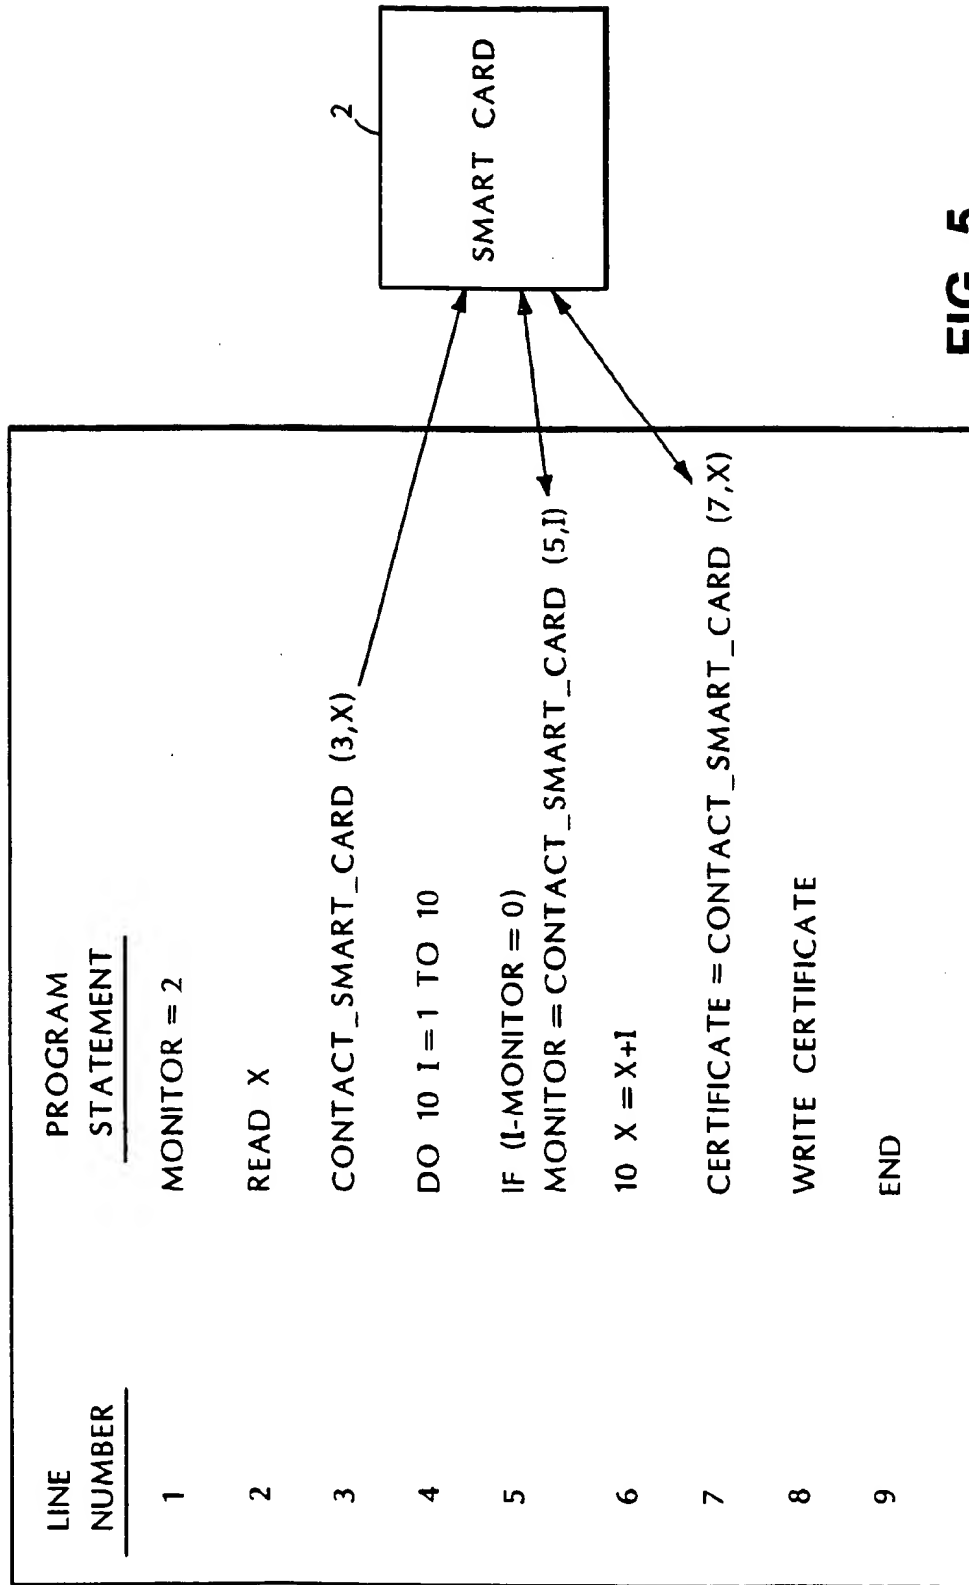 LINE NUMBER
PROGRAM STATEMENT
1 MONITOR = 2
2 READ X
3 CONTACT_SMART_CARD (3,X)
4 DO 10 I = 1 TO 10
5 IF (I-MONITOR = 0)
MONITOR = CONTACT_SMART_CARD (5,I)
6 10 X = X+I
7 CERTIFICATE = CONTACT_SMART_CARD (7,X)
8 WRITE CERTIFICATE
9 END
2
SMART CARD
FIG. 5